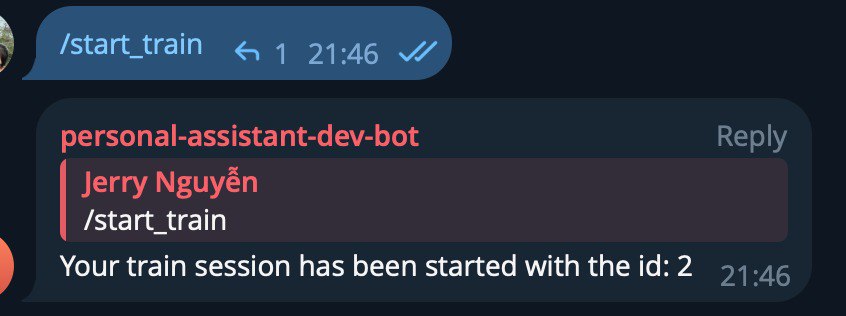 /start_train 1 21:46
personal-assistant-dev-bot Reply
Jerry Nguyễn
/start_train
Your train session has been started with the id: 2 21:46